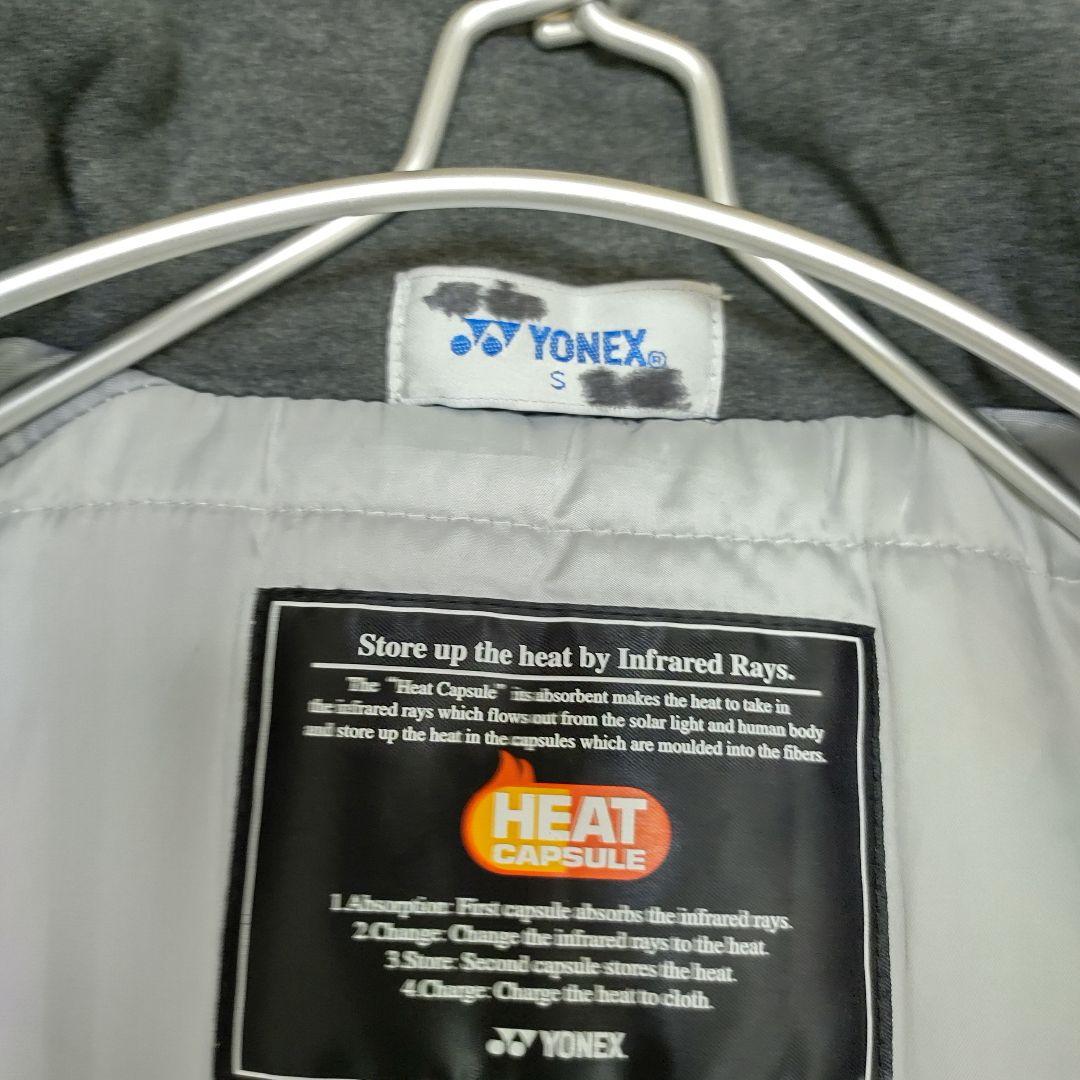 YONEX®
S
Store up the heat by Infrared Rays.
The "Heat Capsule" its absorbent makes the heat to take in
the infrared rays which flows out from the solar light and human body
and store up the heat in the capsules which are moulded into the fibers.
HEAT
CAPSULE
1.Absorption: First capsule absorbs the infrared rays.
2.Change: Change the infrared rays to the heat.
3.Store: Second capsule stores the heat.
4.Charge: Charge the heat to cloth.
YONEX.